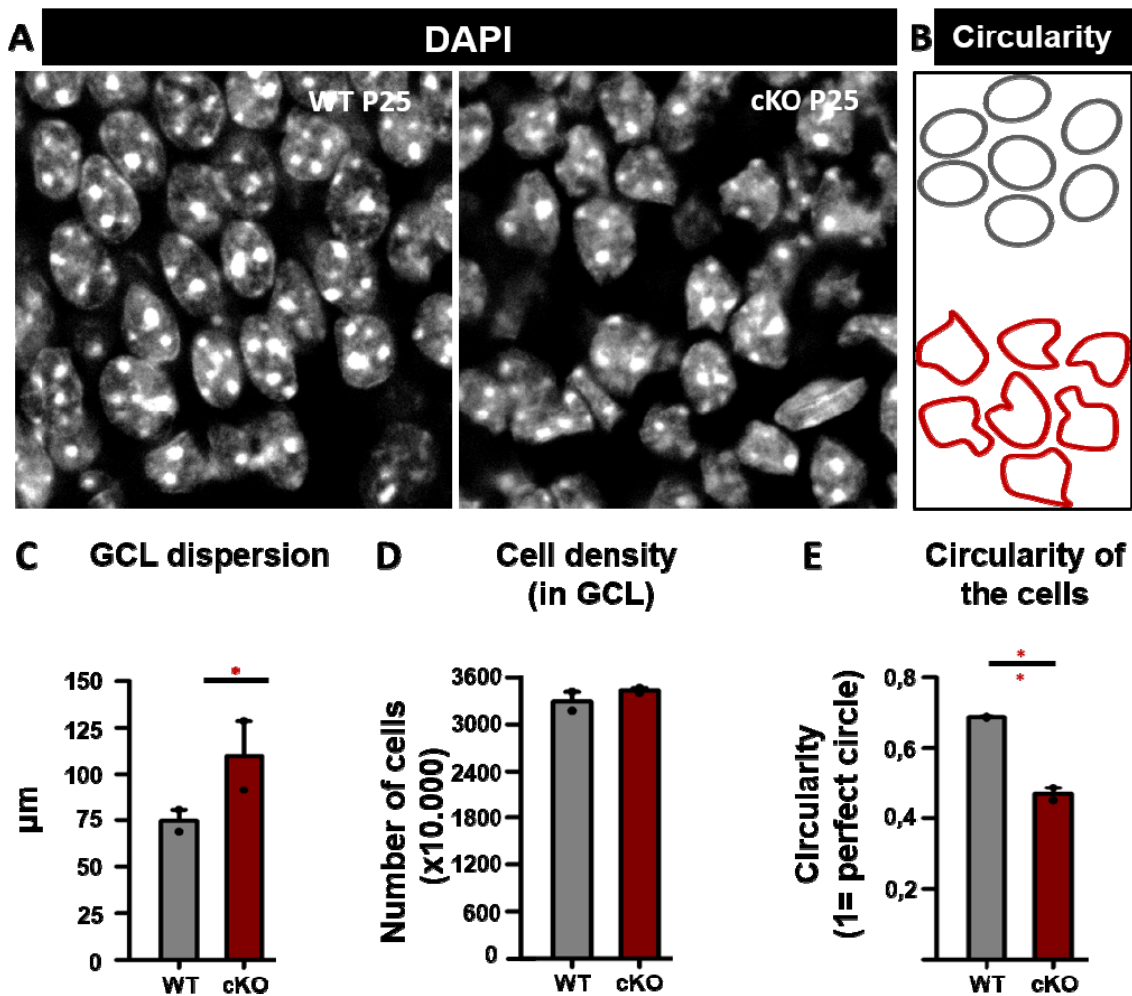 A
DAPI
B
Circularity
WT P25
cKO P25
C
GCL dispersion
D
Cell density
(in GCL)
E
Circularity of
the cells
µm
150
125
100
75
50
25
0
*
WT
cKO
Number of cells
(x10.000)
3600
3000
2400
1800
1200
600
0
WT
cKO
CIrcularity
(1= perfect circle)
0,8
0,6
0,4
0,2
*
*
WT
cKO